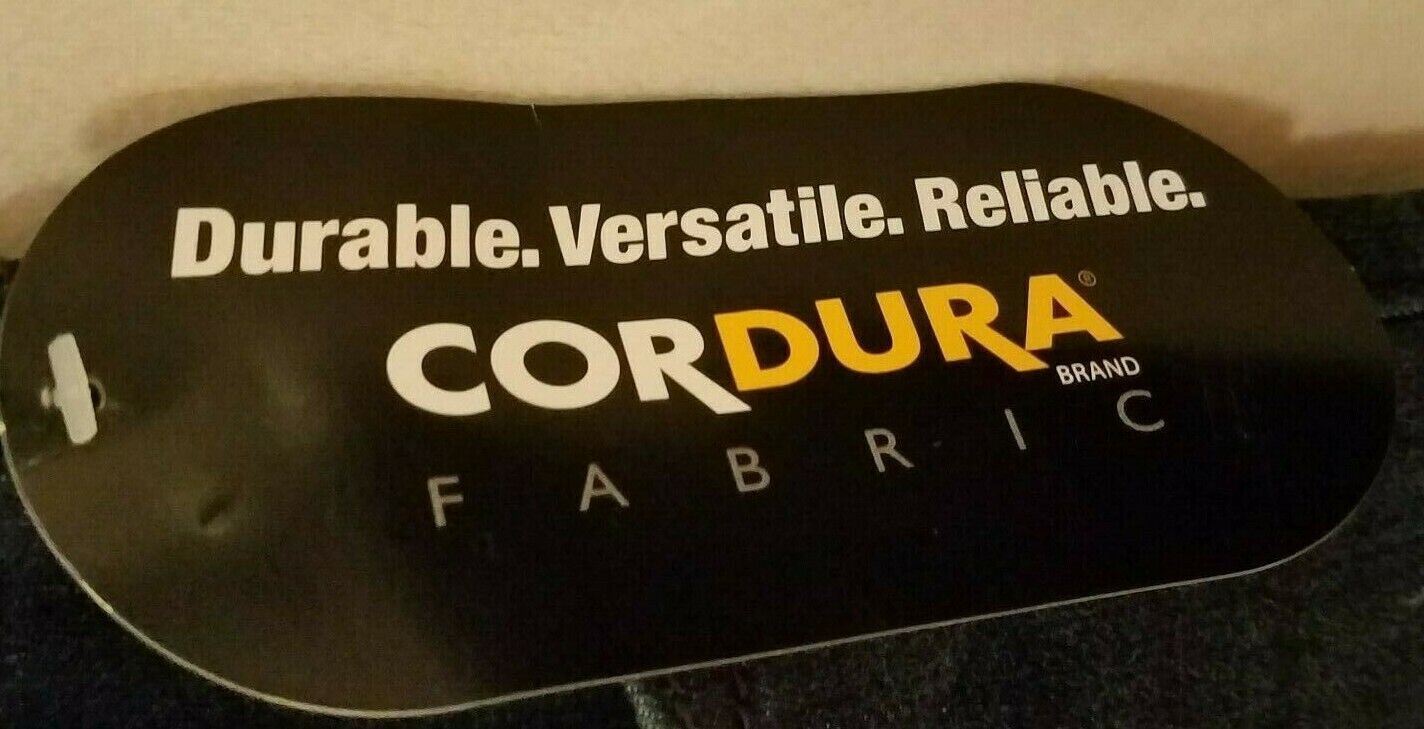 Durable. Versatile. Reliable.
CORDURA®
BRAND
FABRIC